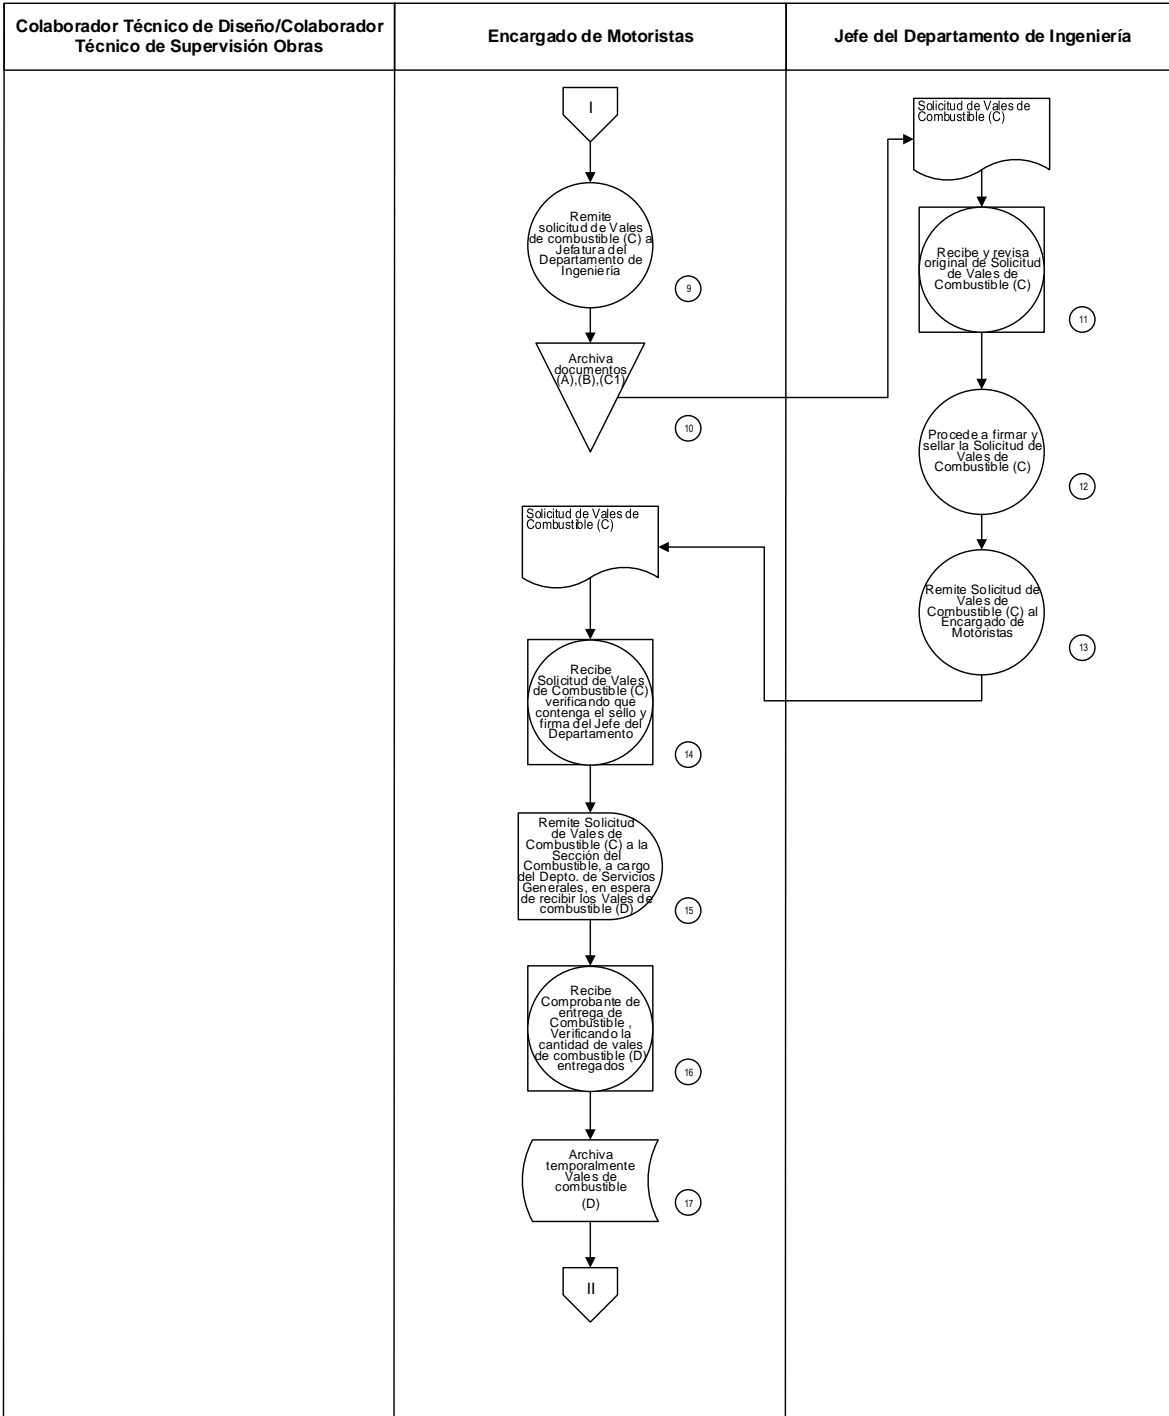 Colaborador Técnico de Diseño/Colaborador
Técnico de Supervisión Obras
Encargado de Motoristas
Jefe del Departamento de Ingeniería
I
Remite
solicitud de Vales
de combustible (C) a
Jefatura del
Departamento de
Ingeniería
9
Archiva
documentos
(A),(B),(C1)
10
Solicitud de Vales de
Combustible (C)
Recibe y revisa
original de Solicitud
de Vales de
Combustible (C)
11
Procede a firmar y
sellar la Solicitud de
Vales de
Combustible (C)
12
Remite Solicitud de
Vales de
Combustible (C) al
Encargado de
Motoristas
13
Solicitud de Vales de
Combustible (C)
Recibe
Solicitud de Vales
de Combustible (C)
verificando que
contenga el sello y
firma del Jefe del
Departamento
14
Remite Solicitud
de Vales de
Combustible (C) a la
Sección del
Combustible, a cargo
del Depto. de Servicios
Generales, en espera
de recibir los Vales de
combustible (D)
15
Recibe
Comprobante de
entrega de
Combustible ,
Verificando la
cantidad de vales
de combustible (D)
entregados
16
Archiva
temporalmente
Vales de
combustible
(D)
17
II